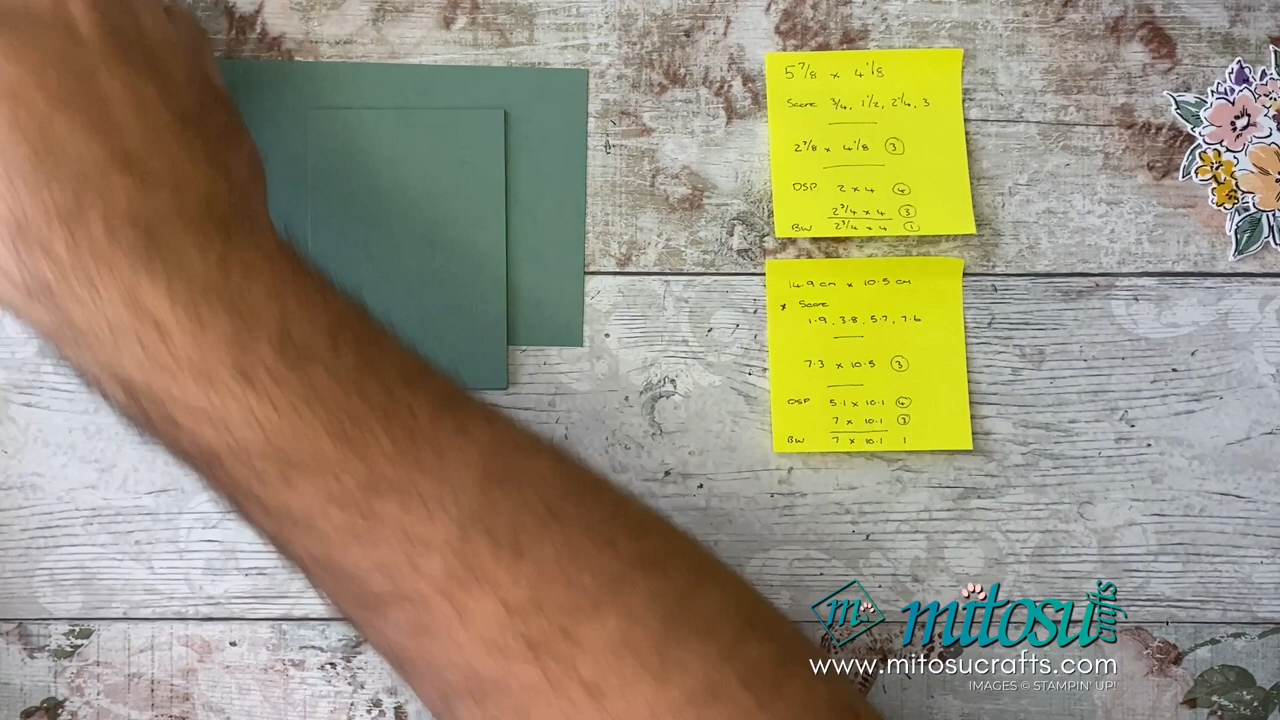 5 7/8 x 4 1/8
Score 3/4, 1 1/2, 2 1/4, 3
2 7/8 x 4 1/8 3
DSP 2 x 4 4
2 3/4 x 4 3
BW 2 3/4 x 4 1
14.9 cm x 10.5 cm
* Score
1.9, 3.8, 5.7, 7.6
7.3 x 10.5 3
DSP 5.1 x 10.1 4
7 x 10.1 3
BW 7 x 10.1 1
m
mitosu crafts
www.mitosucrafts.com
IMAGES © STAMPIN' UP!